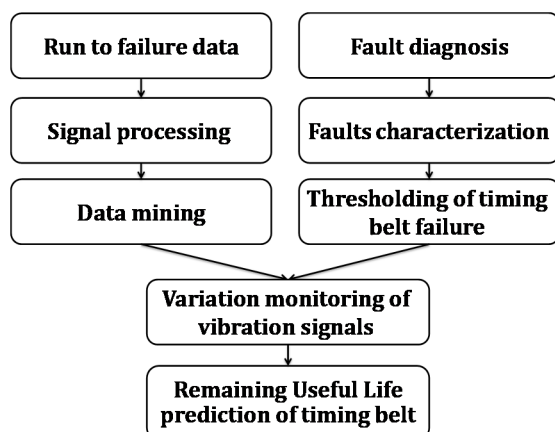 Run to failure data
Fault diagnosis
Signal processing
Faults characterization
Data mining
Thresholding of timing
belt failure
Variation monitoring of
vibration signals
Remaining Useful Life
prediction of timing belt